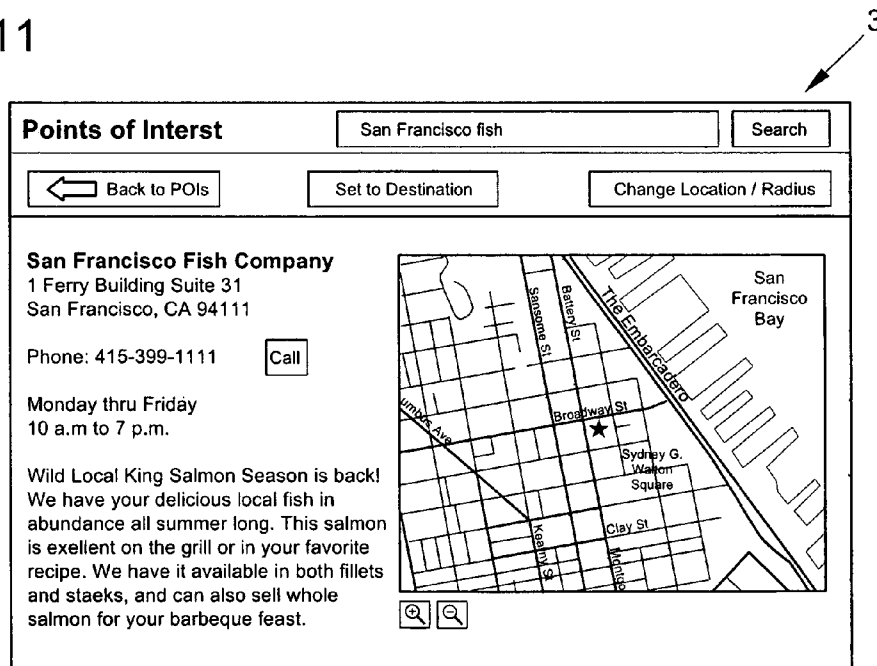 11
3
Points of Interst
San Francisco fish
Search
Back to POIs
Set to Destination
Change Location / Radius
San Francisco Fish Company
1 Ferry Building Suite 31
San Francisco, CA 94111
Phone: 415-399-1111
Call
Monday thru Friday
10 a.m to 7 p.m.
Wild Local King Salmon Season is back!
We have your delicious local fish in
abundance all summer long. This salmon
is exellent on the grill or in your favorite
recipe. We have it available in both fillets
and staeks, and can also sell whole
salmon for your barbeque feast.
San
Francisco
Bay
The Embarcadero
Battery St
Sansome St
Broadway St
umbus Ave
Sydney G.
Walton
Square
Clay St
Kearny St
Montgo